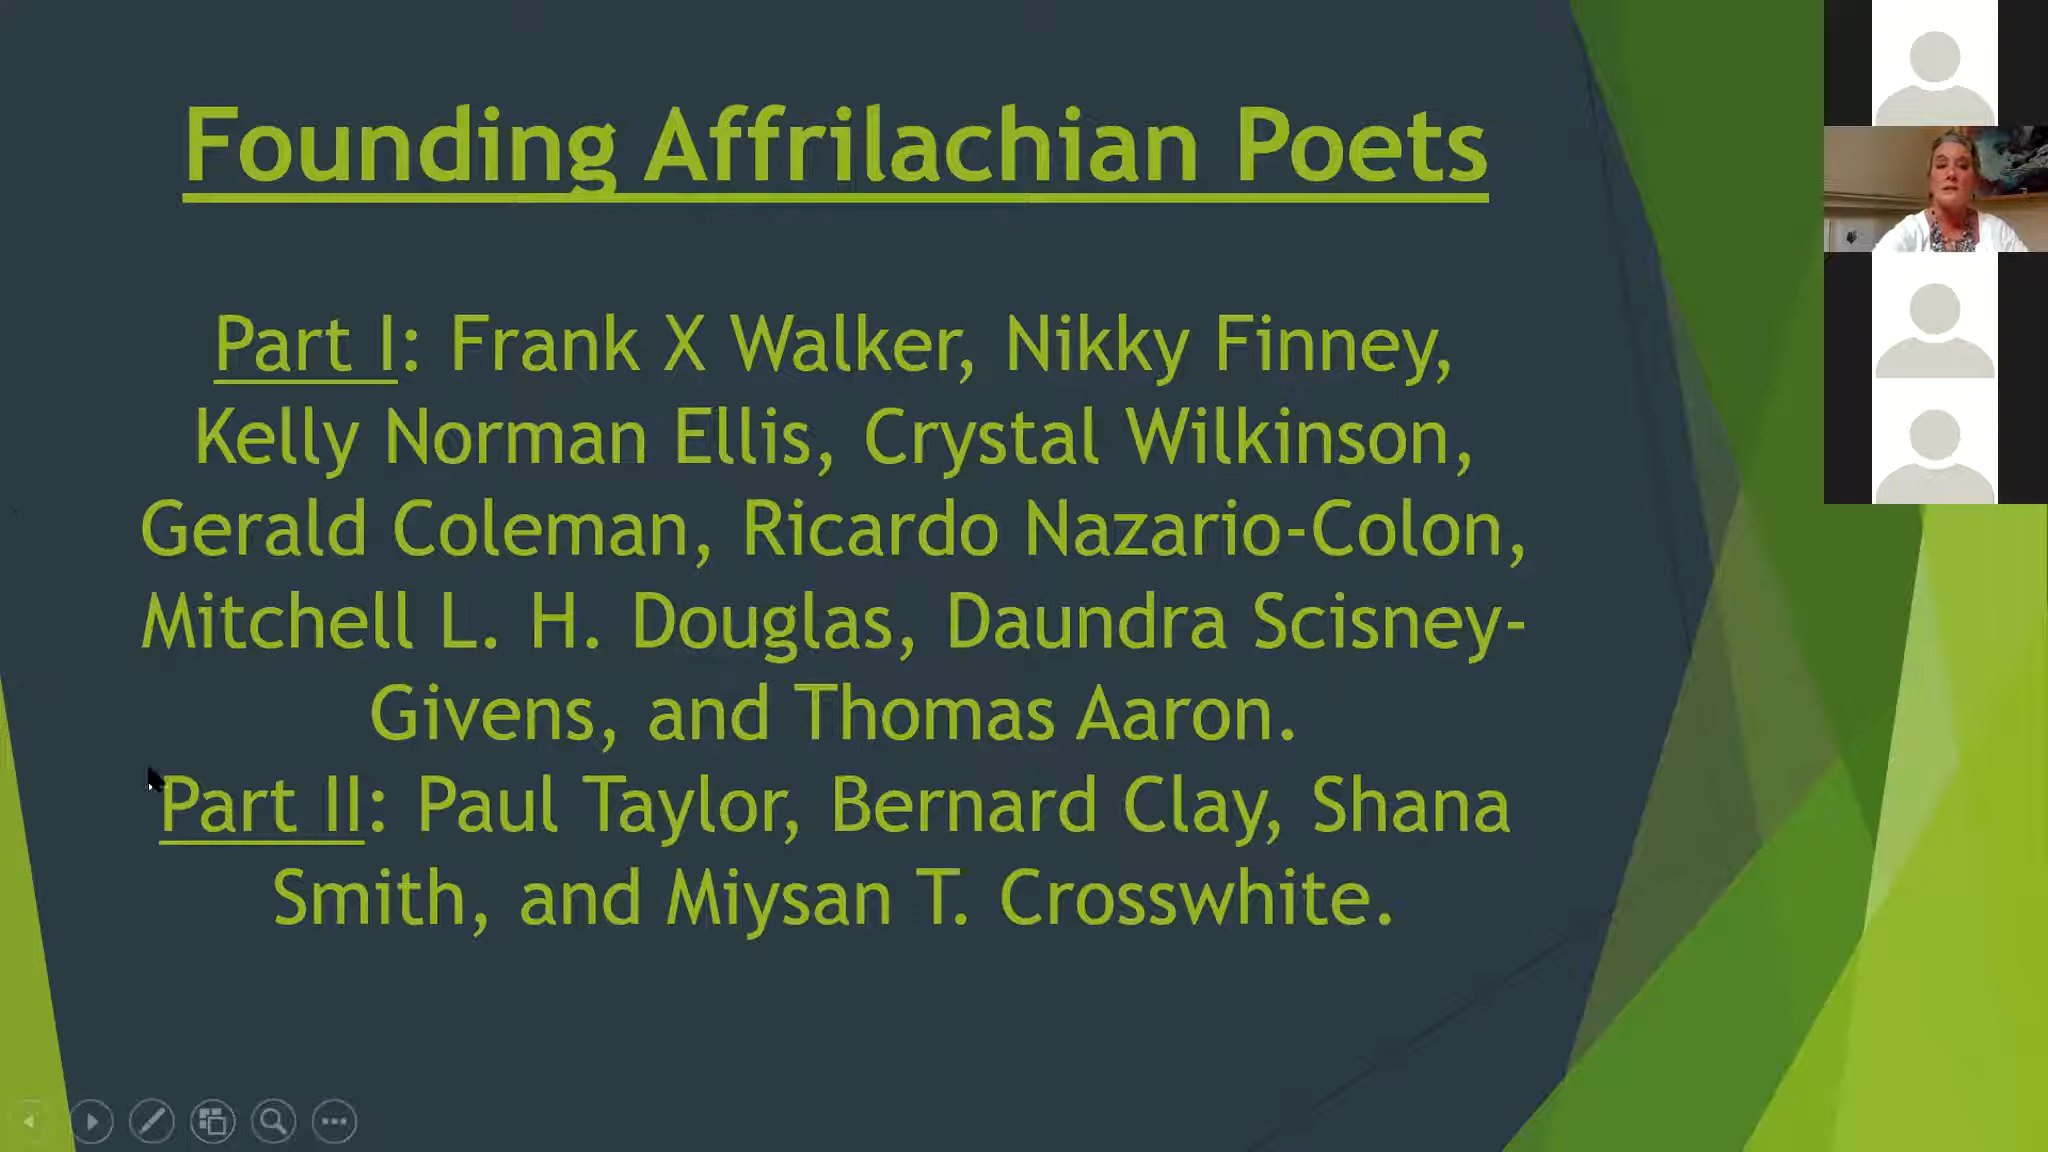 Founding Affrilachian Poets
Part I: Frank X Walker, Nikky Finney,
Kelly Norman Ellis, Crystal Wilkinson,
Gerald Coleman, Ricardo Nazario-Colon,
Mitchell L. H. Douglas, Daundra Scisney-
Givens, and Thomas Aaron.
Part II: Paul Taylor, Bernard Clay, Shana
Smith, and Miysan T. Crosswhite.